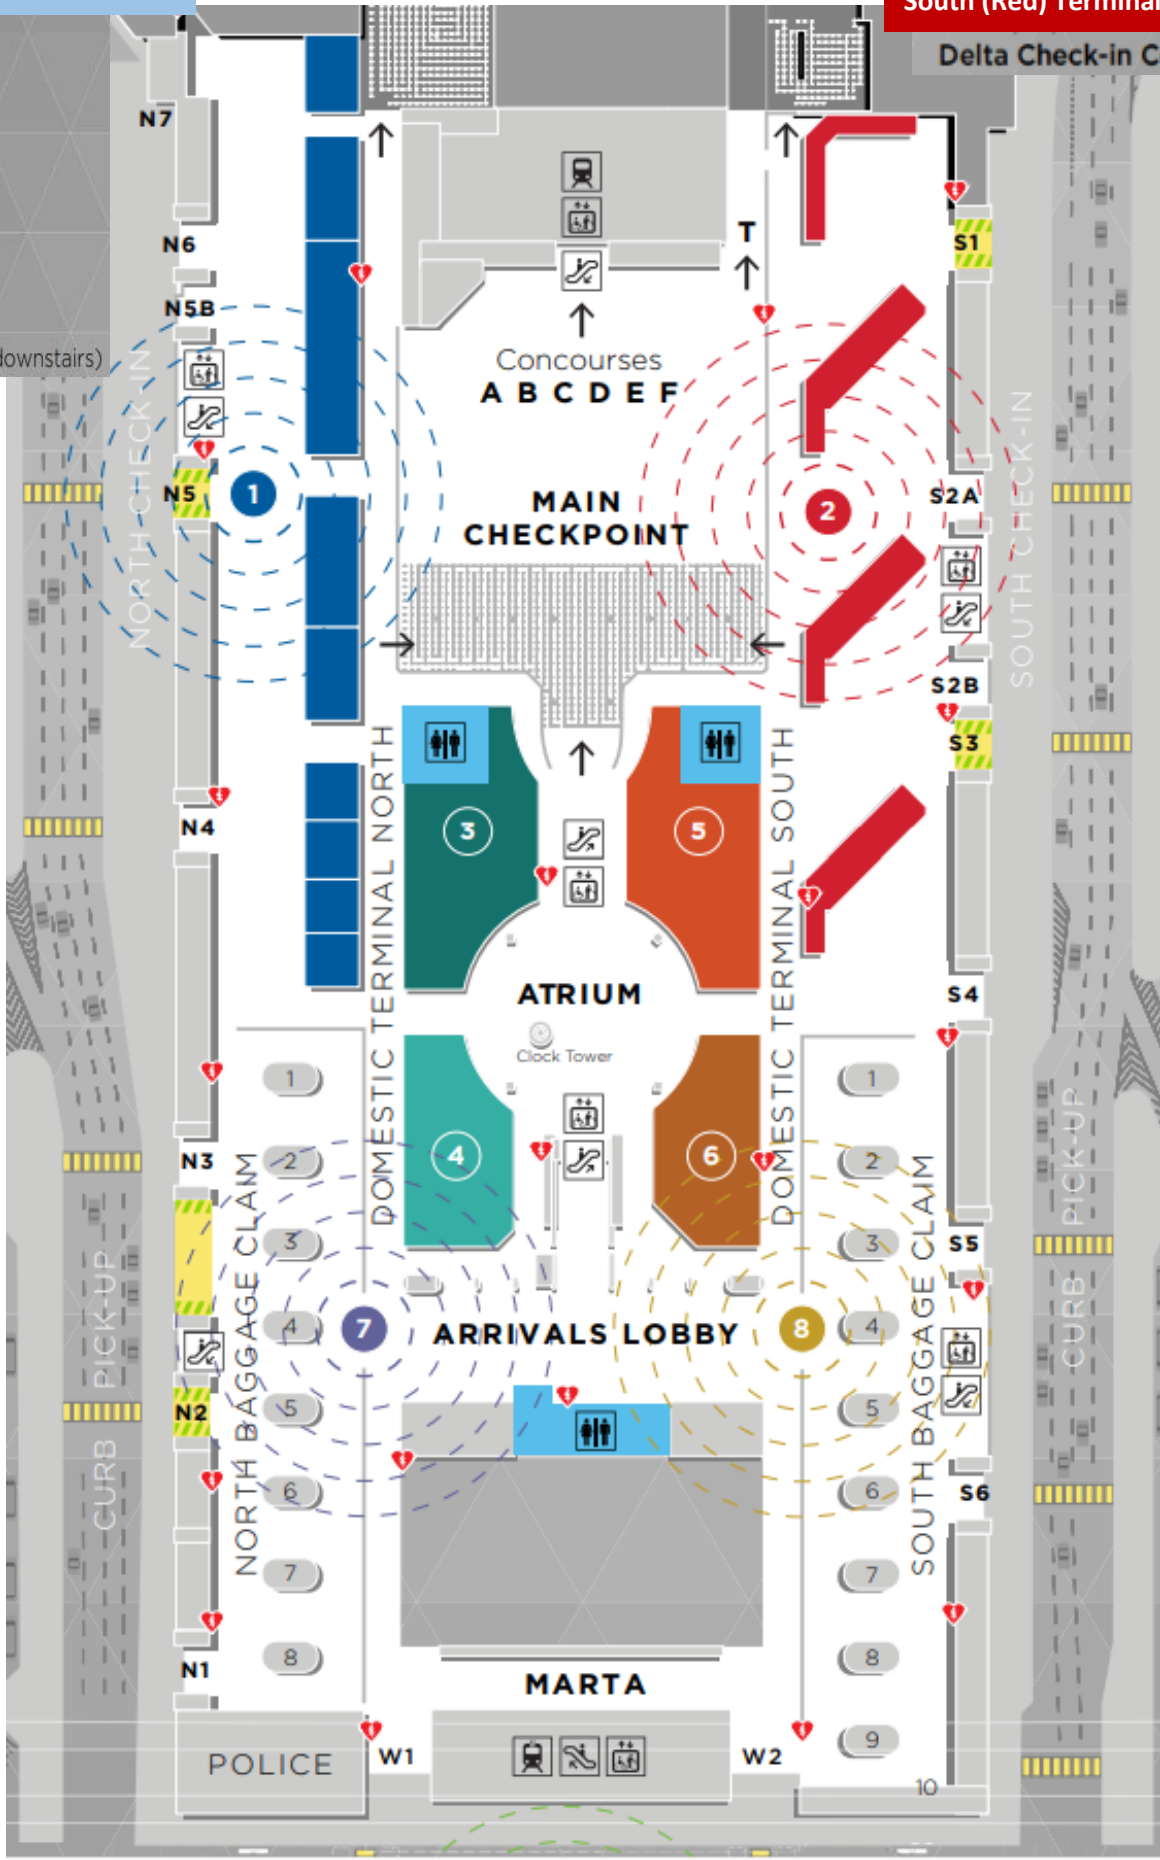 South (Red) Terminal
Delta Check-in C
N7
N6
T
S1
N5B
downstairs)
Concourses
A B C D E F
NORTH CHECK-IN
SOUTH CHECK-IN
N5
1
MAIN
CHECKPOINT
2
S2A
S2B
S3
DOMESTIC TERMINAL NORTH
DOMESTIC TERMINAL SOUTH
N4
3
5
ATRIUM
S4
Clock Tower
1
1
N3
2
4
6
2
NORTH BAGGAGE CLAIM
SOUTH BAGGAGE CLAIM
CURB PICK-UP
CURB PICK-UP
3
3
S5
4
7
ARRIVALS LOBBY
8
4
N2
5
5
6
6
S6
7
7
N1
8
8
MARTA
POLICE
W1
W2
9
10